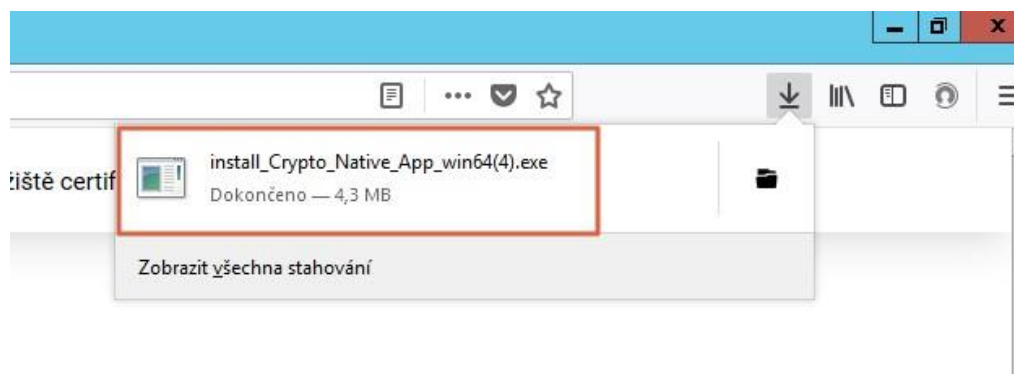 install_Crypto_Native_App_win64(4).exe
žiště certif
Dokončeno — 4,3 MB
Zobrazit všechna stahování